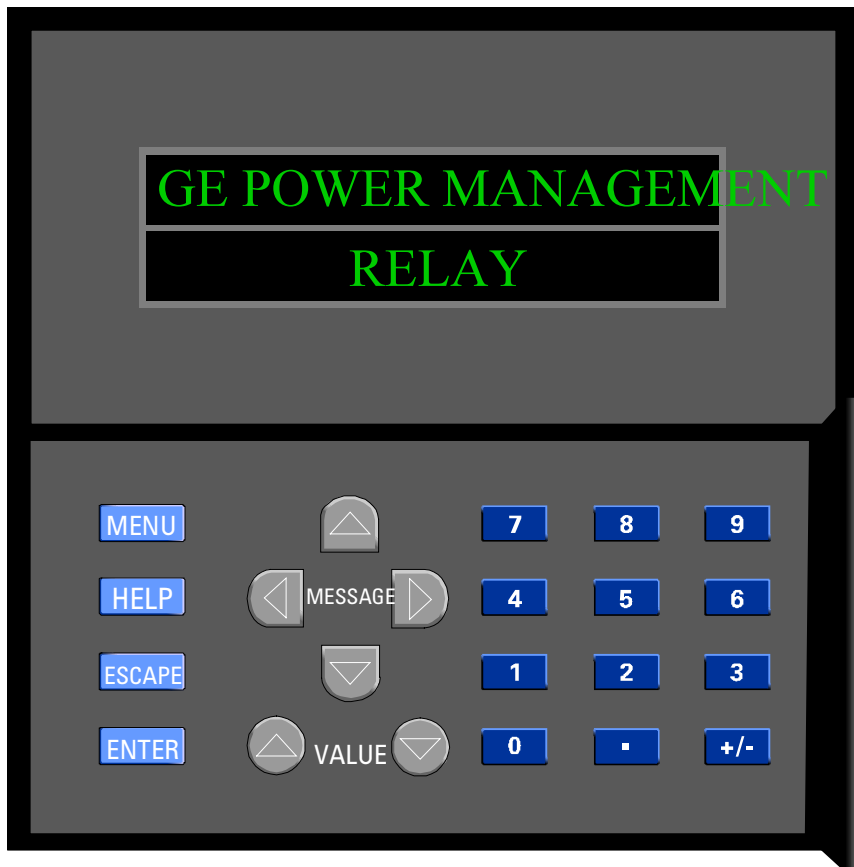 GE POWER MANAGEMENT
RELAY
MENU 7 8 9
HELP MESSAGE 4 5 6
ESCAPE 1 2 3
ENTER VALUE 0 . +/-